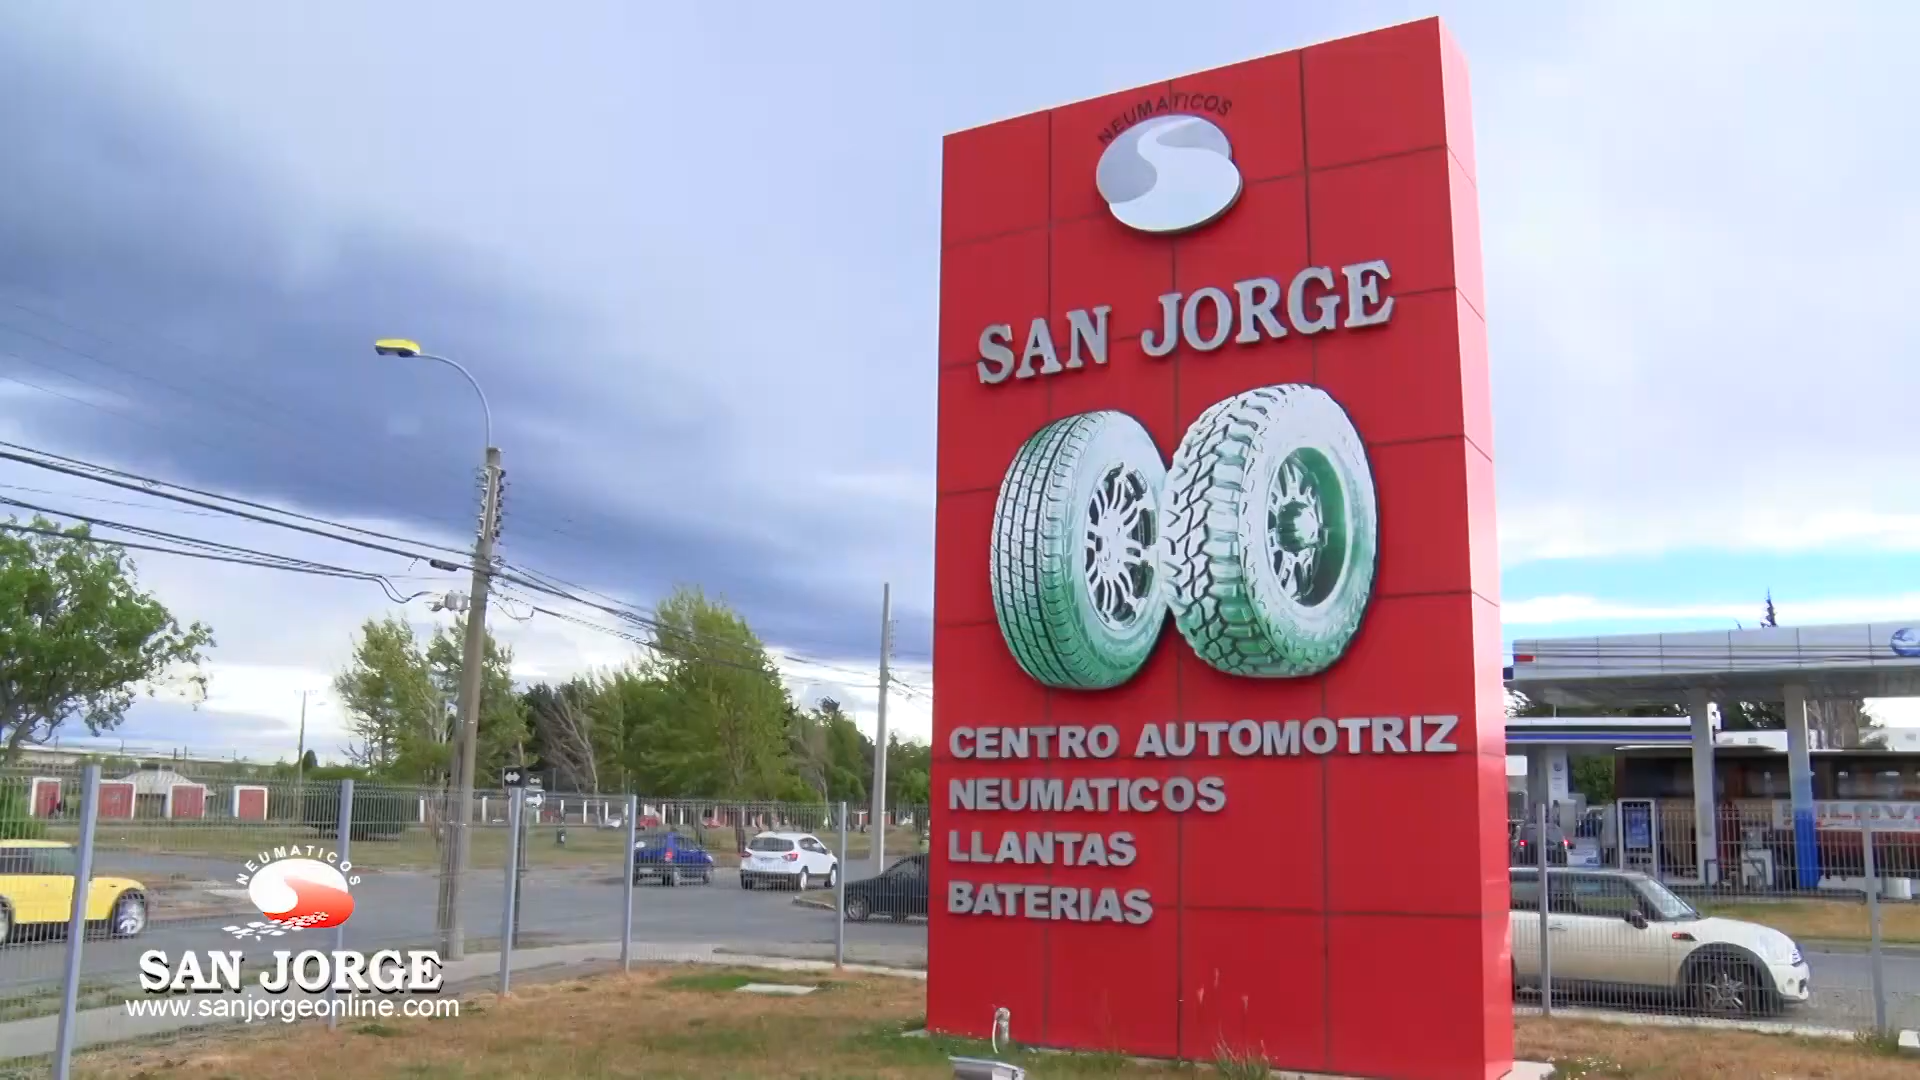 NEUMATICOS
SAN JORGE
CENTRO AUTOMOTRIZ
NEUMATICOS
LLANTAS
BATERIAS
NEUMATICOS
SAN JORGE
www.sanjorgeonline.com